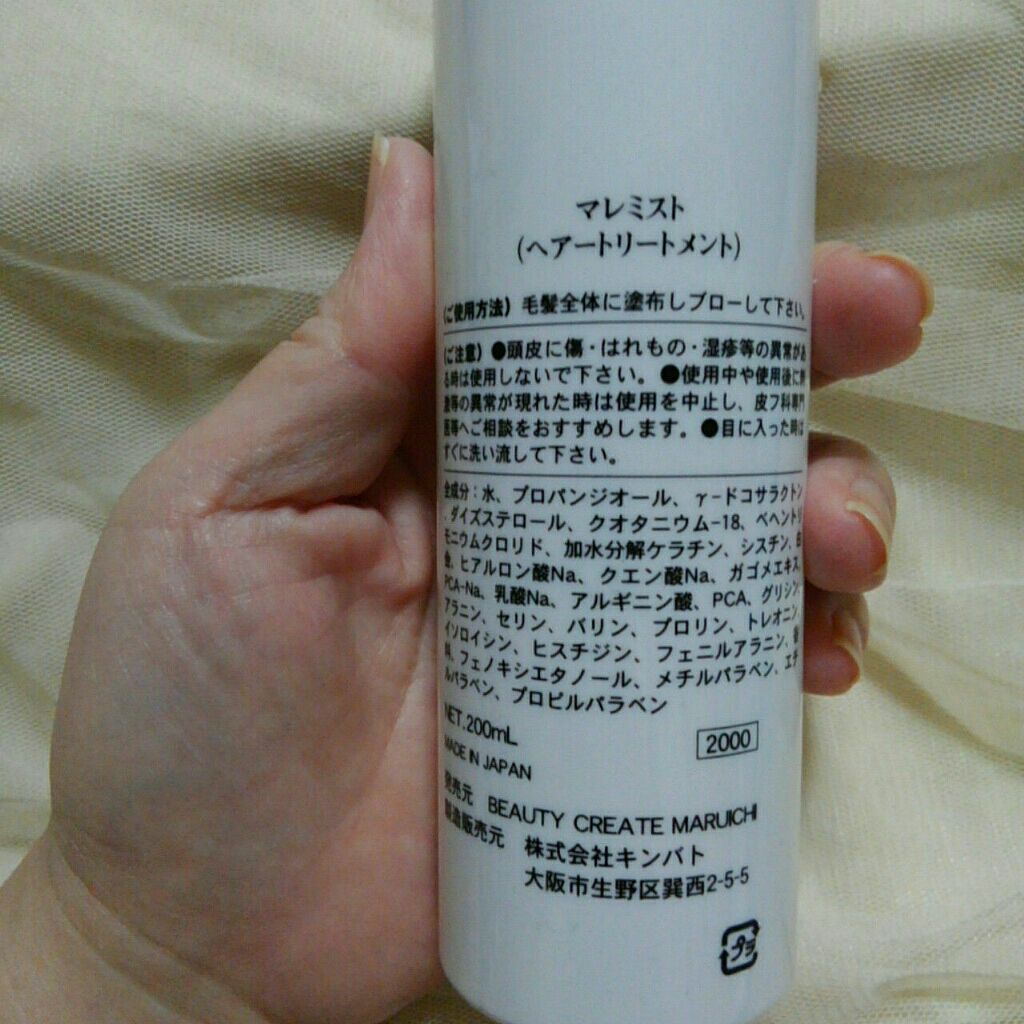 マレミスト
(ヘアートリートメント)
(ご使用方法) 毛髪全体に塗布しブローして下さい。
(ご注意) ●頭皮に傷・はれもの・湿疹等の異常があ
る時は使用しないで下さい。●使用中や使用後に刺
激等の異常が現れた時は使用を中止し、皮フ科専門
医等へご相談をおすすめします。●目に入った時は
すぐに洗い流して下さい。
全成分：水、プロパンジオール、γ-ドコサラクトン
、ダイズステロール、クオタニウム-18、ベヘントリ
モニウムクロリド、加水分解ケラチン、シスチン、白
金、ヒアルロン酸Na、クエン酸Na、ガゴメエキス、
PCA-Na、乳酸Na、アルギニン酸、PCA、グリシン、
アラニン、セリン、バリン、プロリン、トレオニン、
イソロイシン、ヒスチジン、フェニルアラニン、香
料、フェノキシエタノール、メチルパラベン、エチ
ルパラベン、プロピルパラベン
NET.200mL
2000
MADE IN JAPAN
発売元 BEAUTY CREATE MARUICHI
製造販売元 株式会社キンバト
大阪市生野区巽西2-5-5
プラ